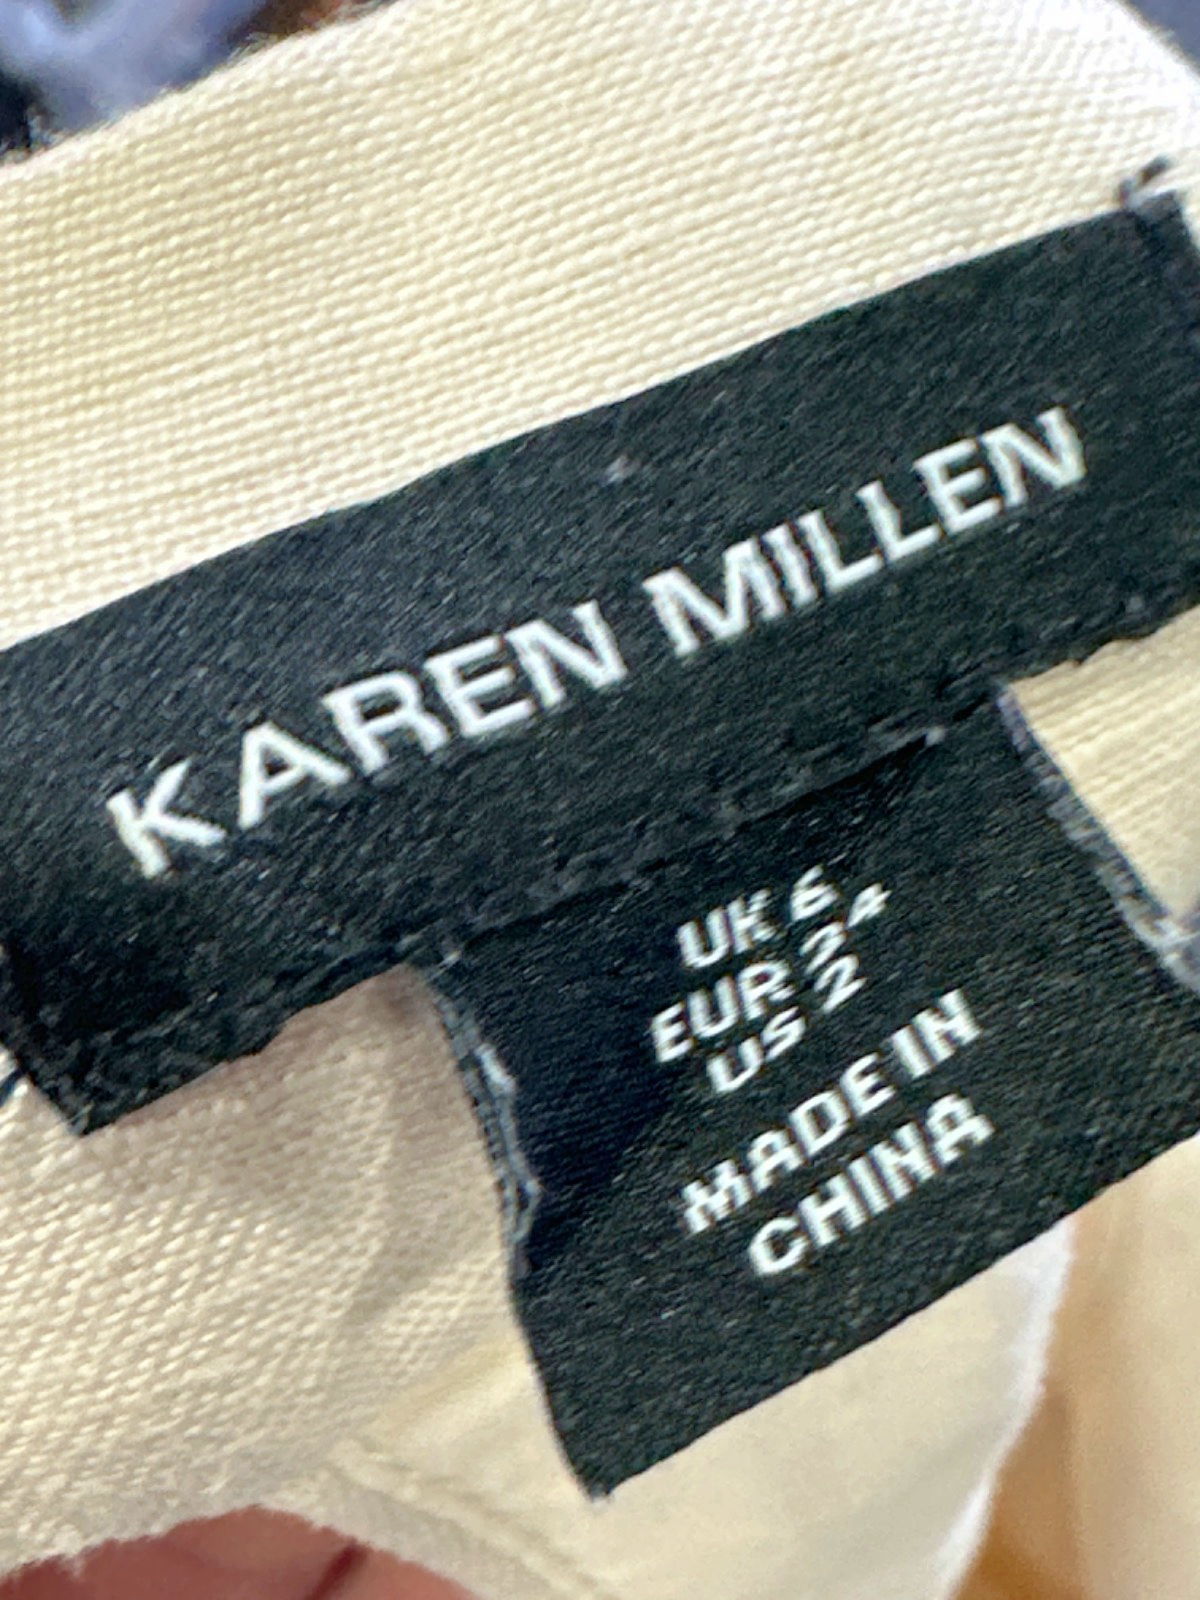 KAREN MILLEN
UK 6
EUR 34
US 2
MADE IN
CHINA